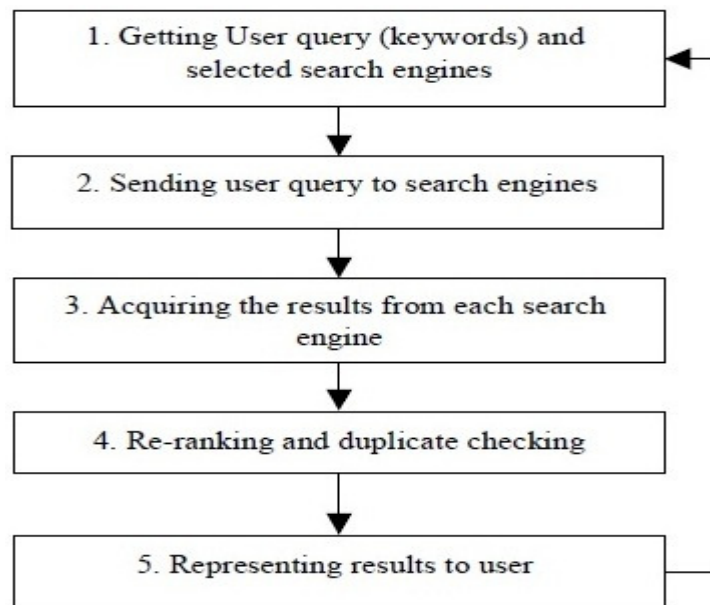 1. Getting User query (keywords) and
selected search engines
2. Sending user query to search engines
3. Acquiring the results from each search
engine
4. Re-ranking and duplicate checking
5. Representing results to user